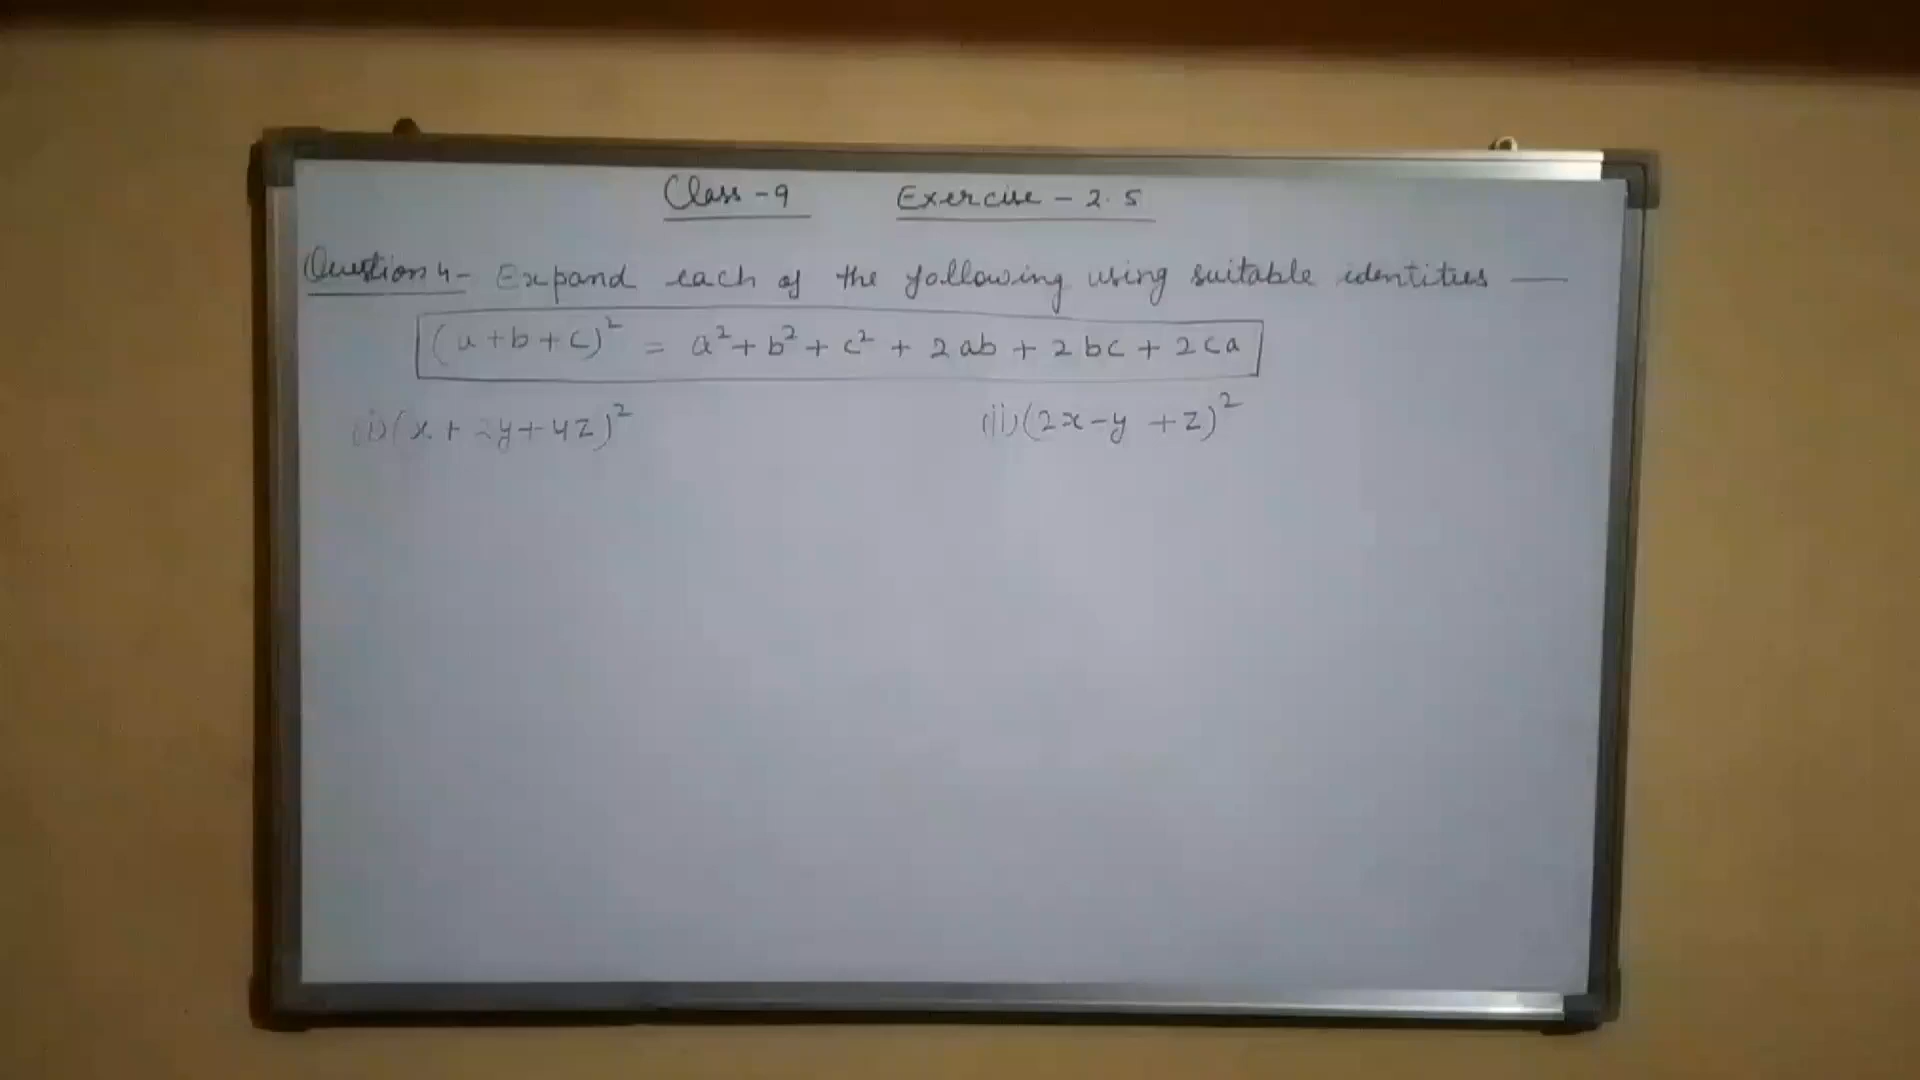 Class - 9 Exercise - 2.5
Question 4 - Expand each of the following using suitable identities —
(a+b+c)² = a² + b² + c² + 2ab + 2bc + 2ca
(i) (x + 2y + 4z)² (ii) (2x - y + z)²